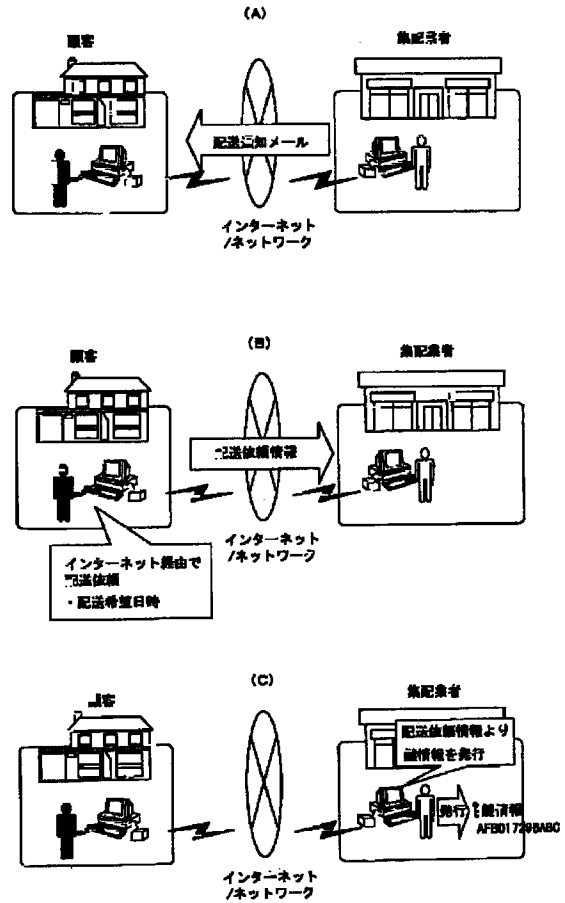 (A)
顧客
集配業者
配送通知メール
インターネット
/ネットワーク
(B)
顧客
集配業者
配送依頼情報
インターネット
/ネットワーク
インターネット経由で
配送依頼
・配送希望日時
(C)
顧客
集配業者
配送依頼情報より
鍵情報を発行
発行
鍵情報
インターネット
/ネットワーク